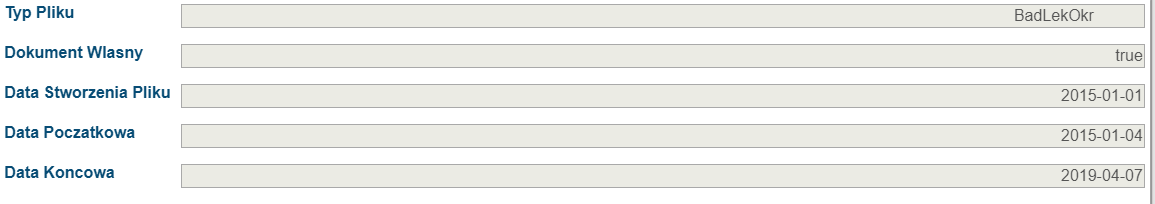 Typ Pliku BadLekOkr
Dokument Wlasny true
Data Stworzenia Pliku 2015-01-01
Data Poczatkowa 2015-01-04
Data Koncowa 2019-04-07